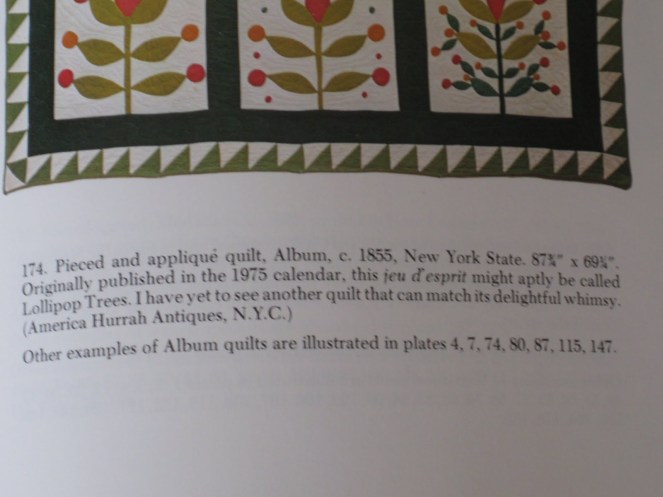 174. Pieced and appliqué quilt, Album, c. 1855, New York State. 87¾" x 69¾".
Originally published in the 1975 calendar, this jeu d'esprit might aptly be called
Lollipop Trees. I have yet to see another quilt that can match its delightful whimsy.
(America Hurrah Antiques, N.Y.C.)
Other examples of Album quilts are illustrated in plates 4, 7, 74, 80, 87, 115, 147.